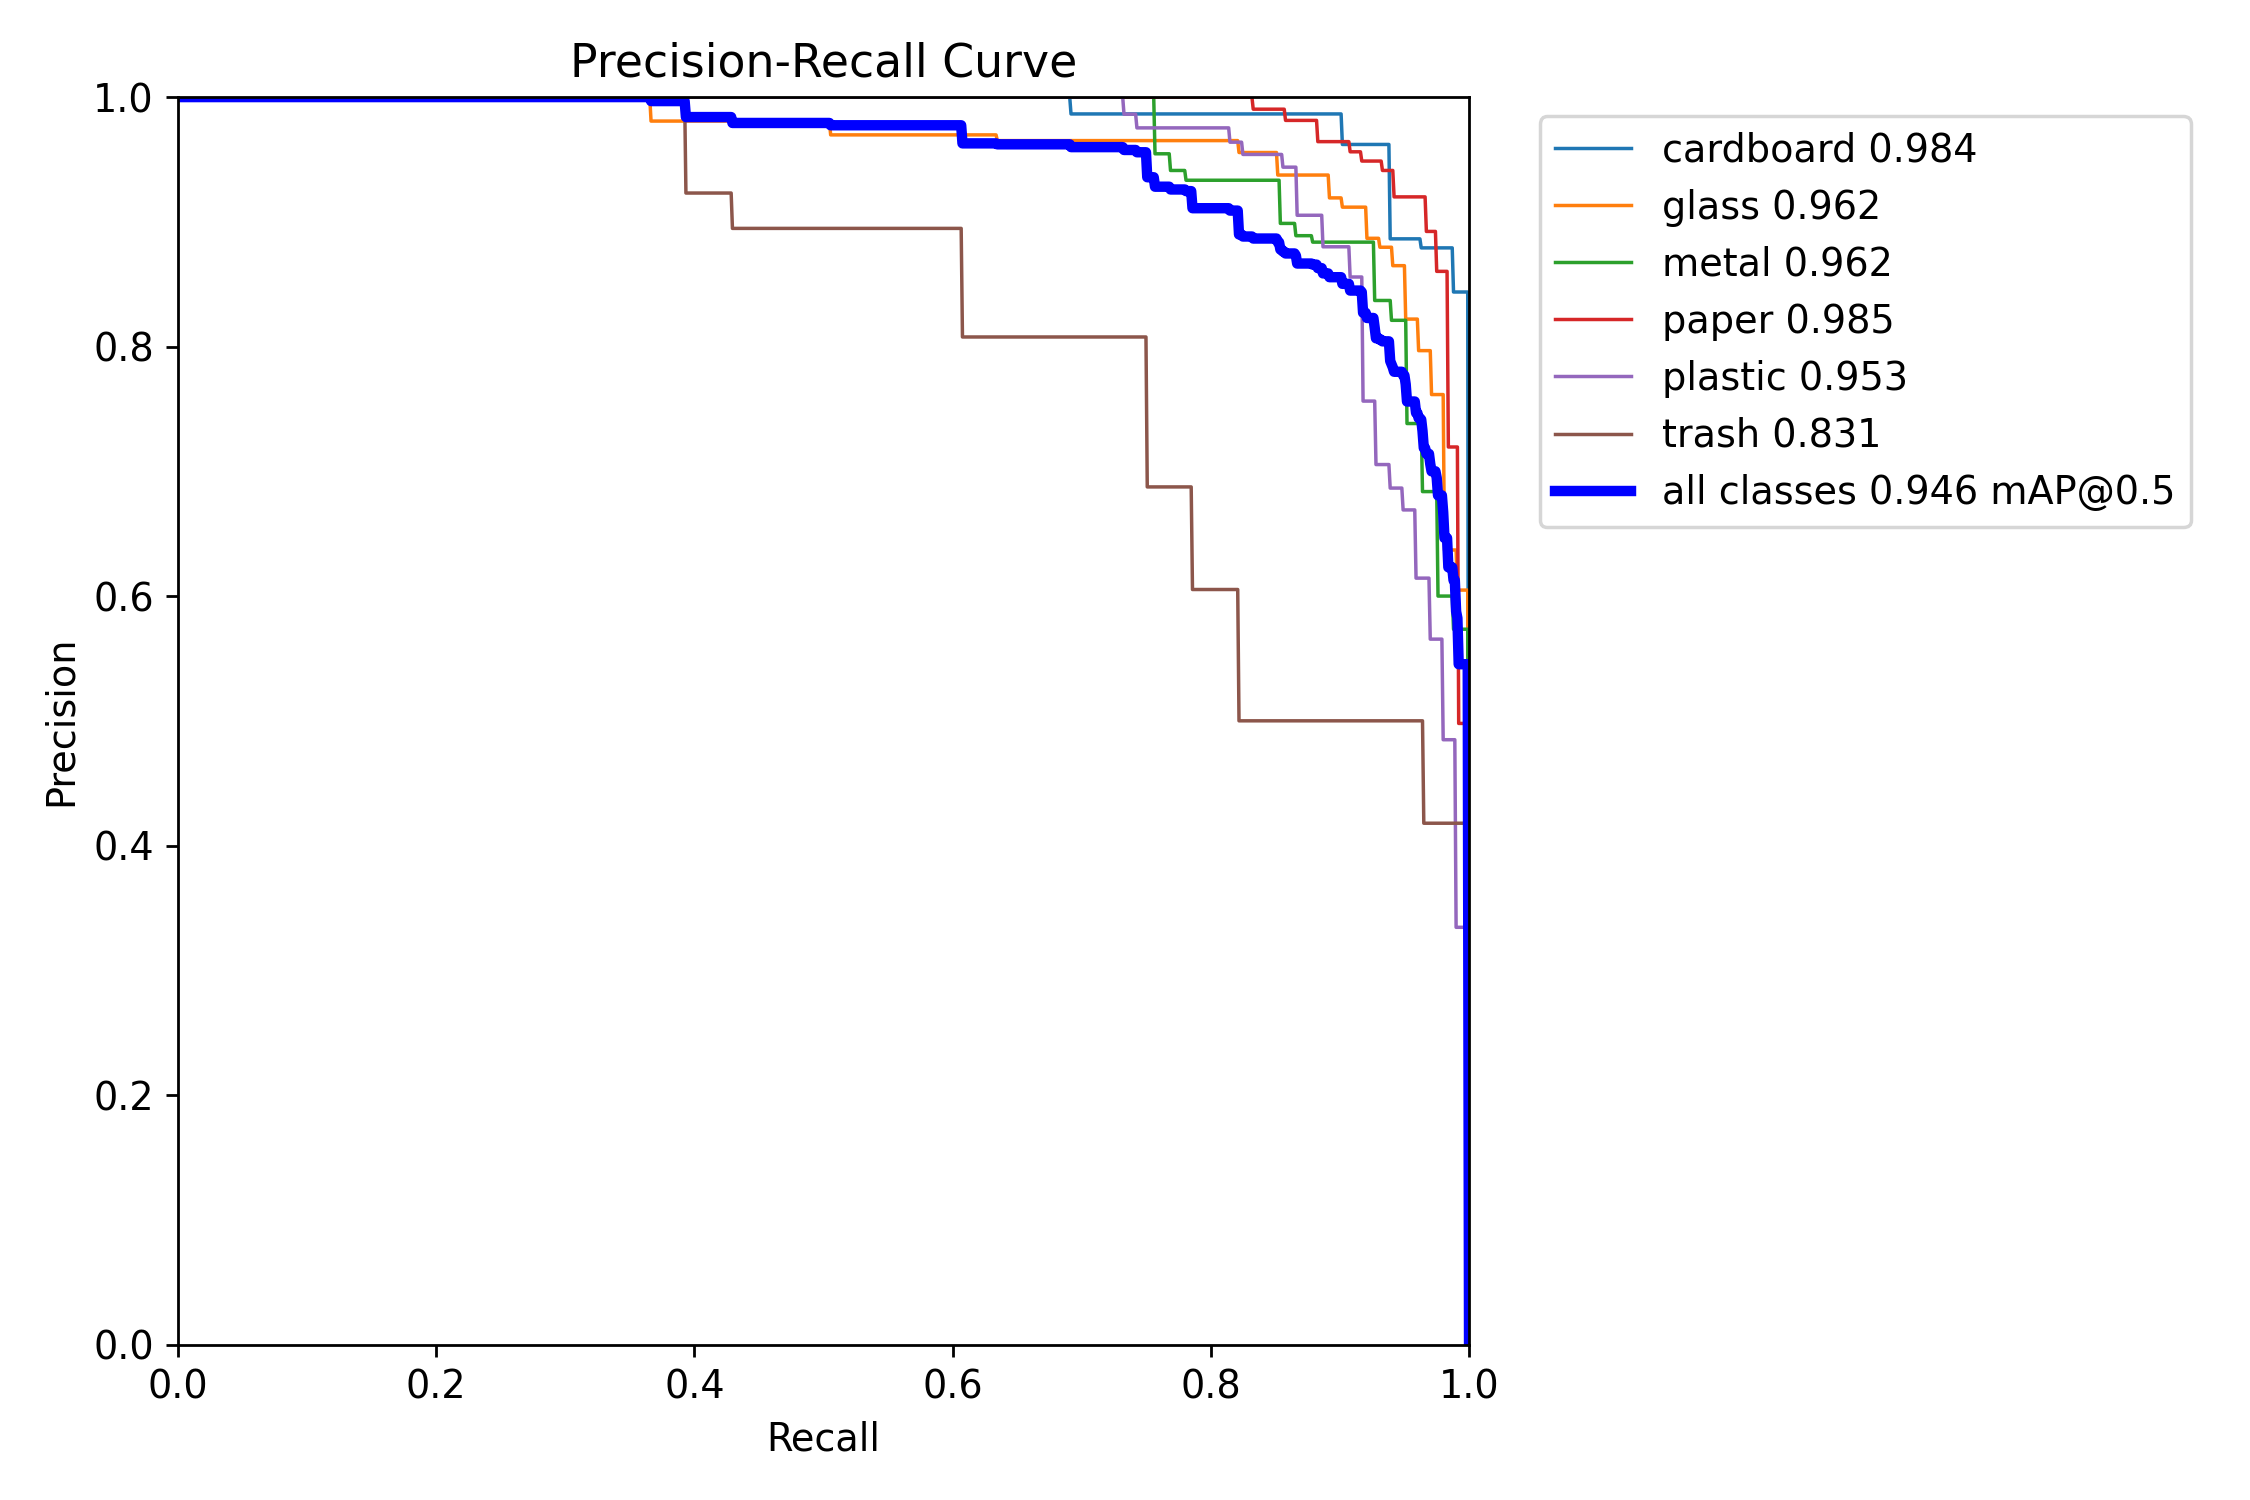 Precision-Recall Curve
1.0
0.8
0.6
0.4
0.2
0.0
Precision
0.0 0.2 0.4 0.6 0.8 1.0
Recall
cardboard 0.984
glass 0.962
metal 0.962
paper 0.985
plastic 0.953
trash 0.831
all classes 0.946 mAP@0.5